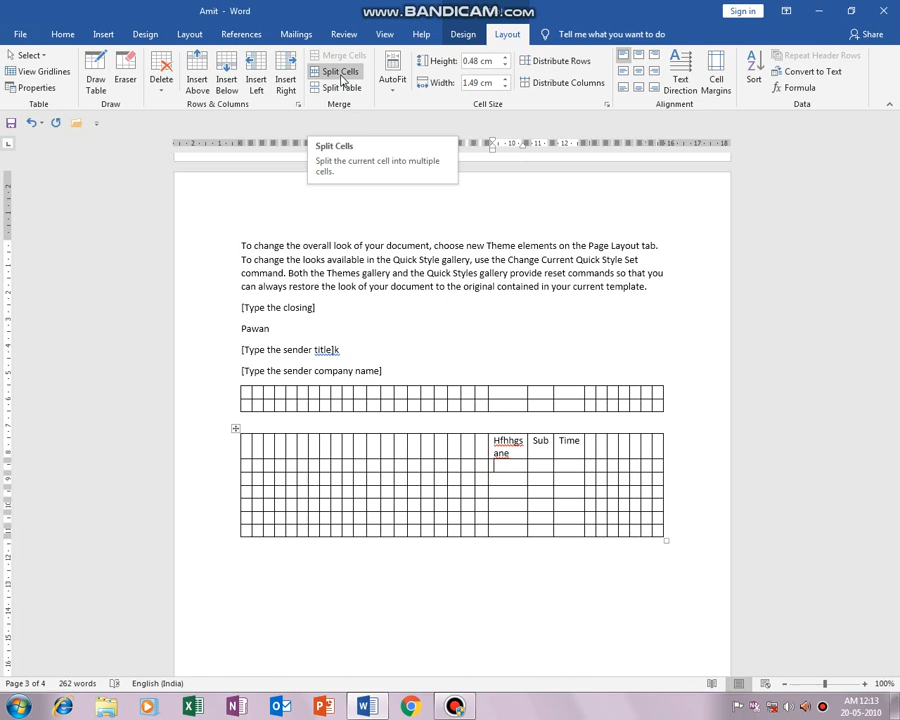 Amit - Word
www.BANDICAM.com
Sign in
File Home Insert Draw Design Layout References Mailings Review View Help Design Layout Tell me what you want to do Share
Select
View Gridlines
Properties
Table
Draw Table
Eraser
Draw
Delete
Insert Above
Insert Below
Insert Left
Insert Right
Rows & Columns
Merge Cells
Split Cells
Split Table
Merge
AutoFit
Height: 0.48 cm
Width: 1.49 cm
Distribute Rows
Distribute Columns
Cell Size
Text Direction
Cell Margins
Alignment
Sort
Repeat Header Rows
Convert to Text
Formula
Data
Split Cells
Split the current cell into multiple
cells.
To change the overall look of your document, choose new Theme elements on the Page Layout tab.
To change the looks available in the Quick Style gallery, use the Change Current Quick Style Set
command. Both the Themes gallery and the Quick Styles gallery provide reset commands so that you
can always restore the look of your document to the original contained in your current template.
[Type the closing]
Pawan
[Type the sender title]k
[Type the sender company name]
Hfhhgs Sub Time
ane
Page 3 of 4 262 words English (India) 100%
AM 12:13
20-05-2010